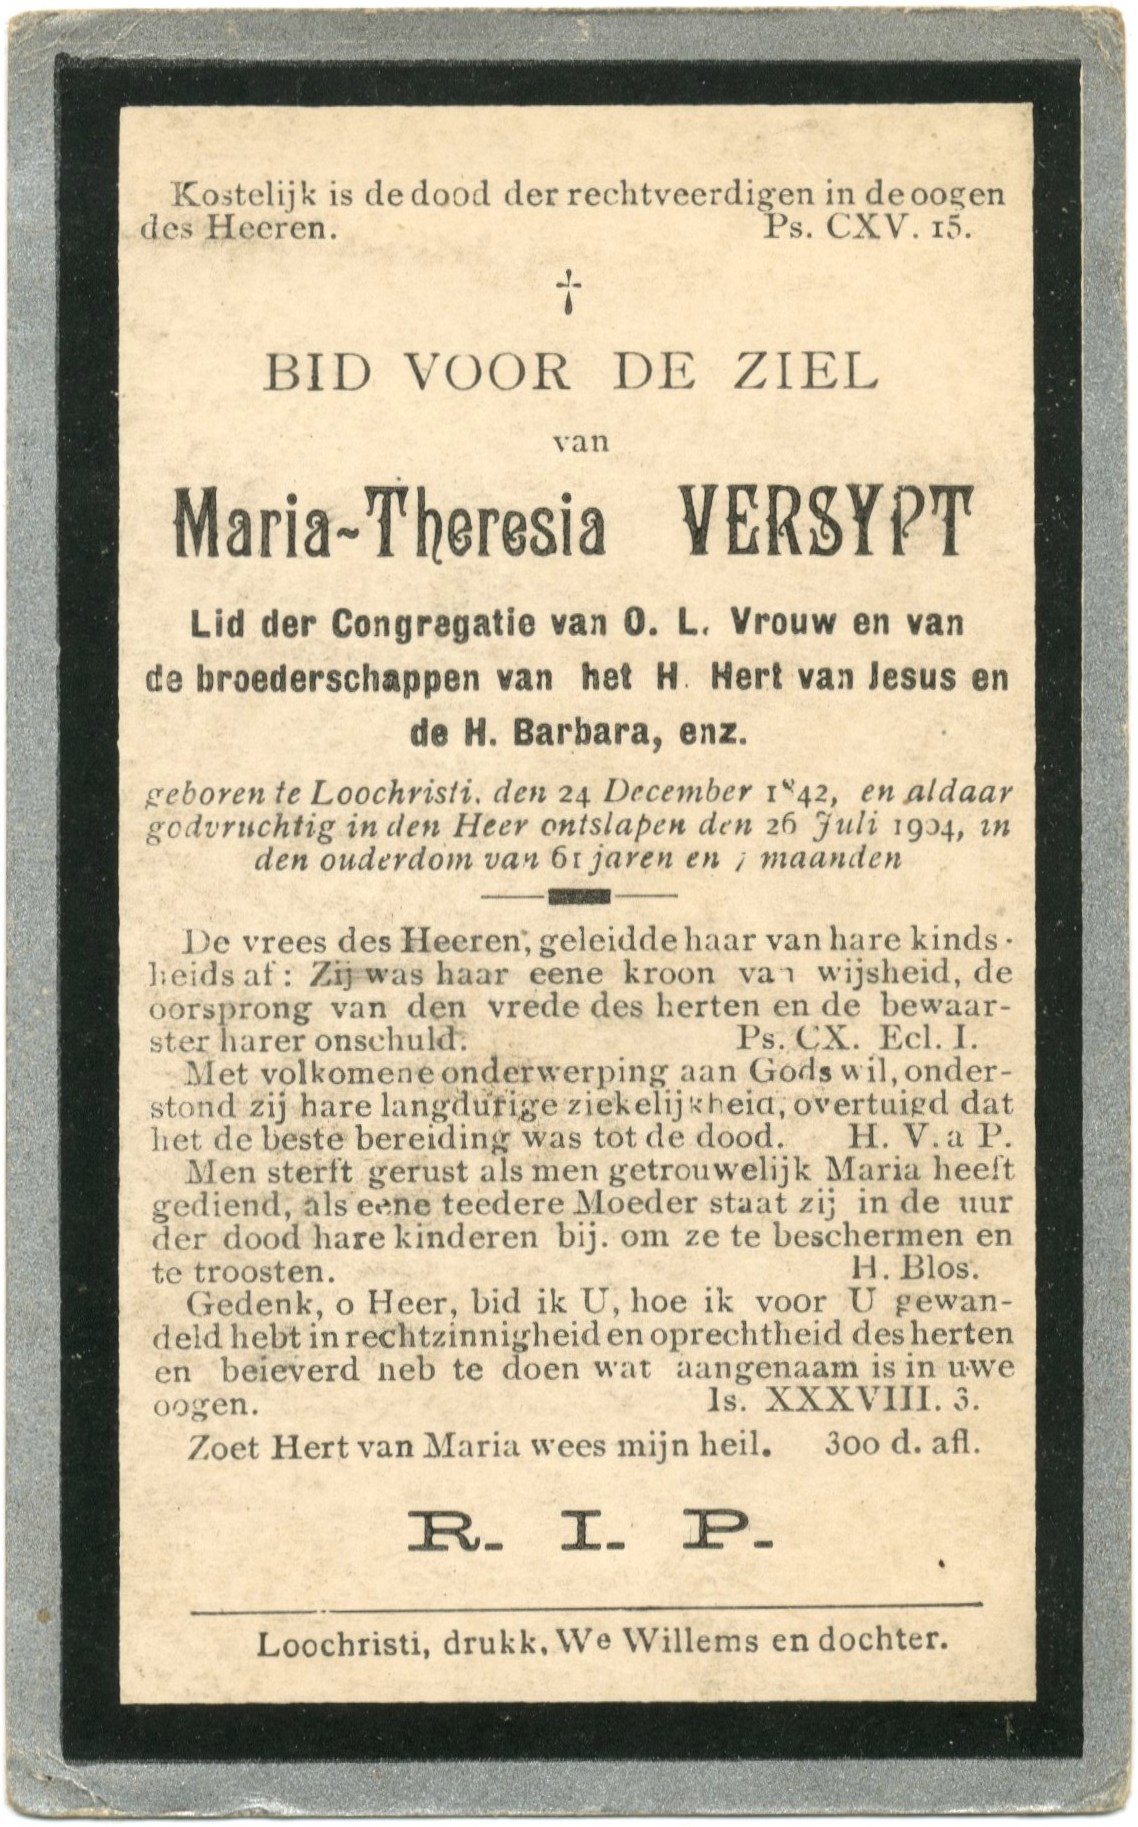 Kostelijk is de dood der rechtveerdigen in de oogen
des Heeren. Ps. CXV. 15.
BID VOOR DE ZIEL
van
Maria-Theresia VERSYPT
Lid der Congregatie van O. L. Vrouw en van
de broederschappen van het H. Hert van Jesus en
de H. Barbara, enz.
geboren te Loochristi, den 24 December 1842, en aldaar
godvruchtig in den Heer ontslapen den 26 Juli 1904, in
den ouderdom van 61 jaren en maanden
De vrees des Heeren, geleidde haar van hare kinds-
heids af: Zij was haar eene kroon van wijsheid, de
oorsprong van den vrede des herten en de bewaar-
ster harer onschuld. Ps. CX. Ecl. I.
Met volkomene onderwerping aan Gods wil, onder-
stond zij hare langdurige ziekelijkheid, overtuigd dat
het de beste bereiding was tot de dood. H. V. a P.
Men sterft gerust als men getrouwelijk Maria heeft
gediend, als eene teedere Moeder staat zij in de uur
der dood hare kinderen bij. om ze te beschermen en
te troosten. H. Blos.
Gedenk, o Heer, bid ik U, hoe ik voor U gewan-
deld hebt in rechtzinnigheid en oprechtheid des herten
en beieverd heb te doen wat aangenaam is in uwe
oogen. Is. XXXVIII. 3.
Zoet Hert van Maria wees mijn heil. 300 d. afl.
R. I. P.
Loochristi, drukk. We Willems en dochter.